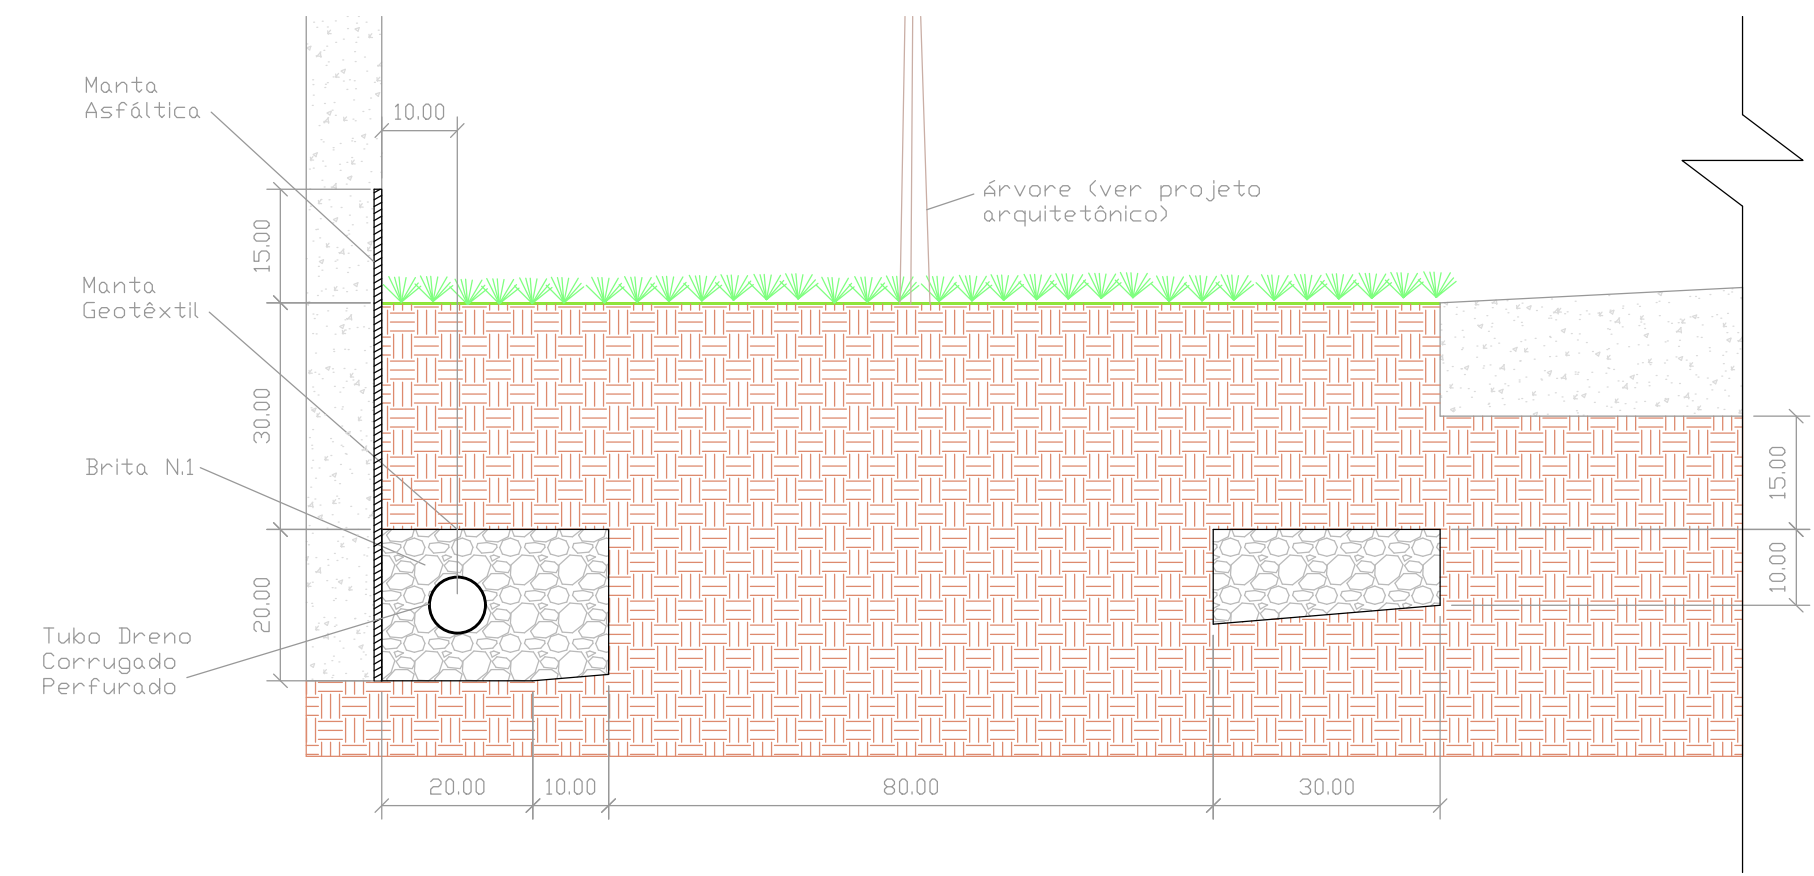 Manta
Asfáltica
10.00
Árvore (ver projeto
arquitetônico)
15.00
Manta
Geotêxtil
30.00
Brita N.1
15.00
20.00
10.00
Tubo Dreno
Corrugado
Perfurado
20.00
10.00
80.00
30.00